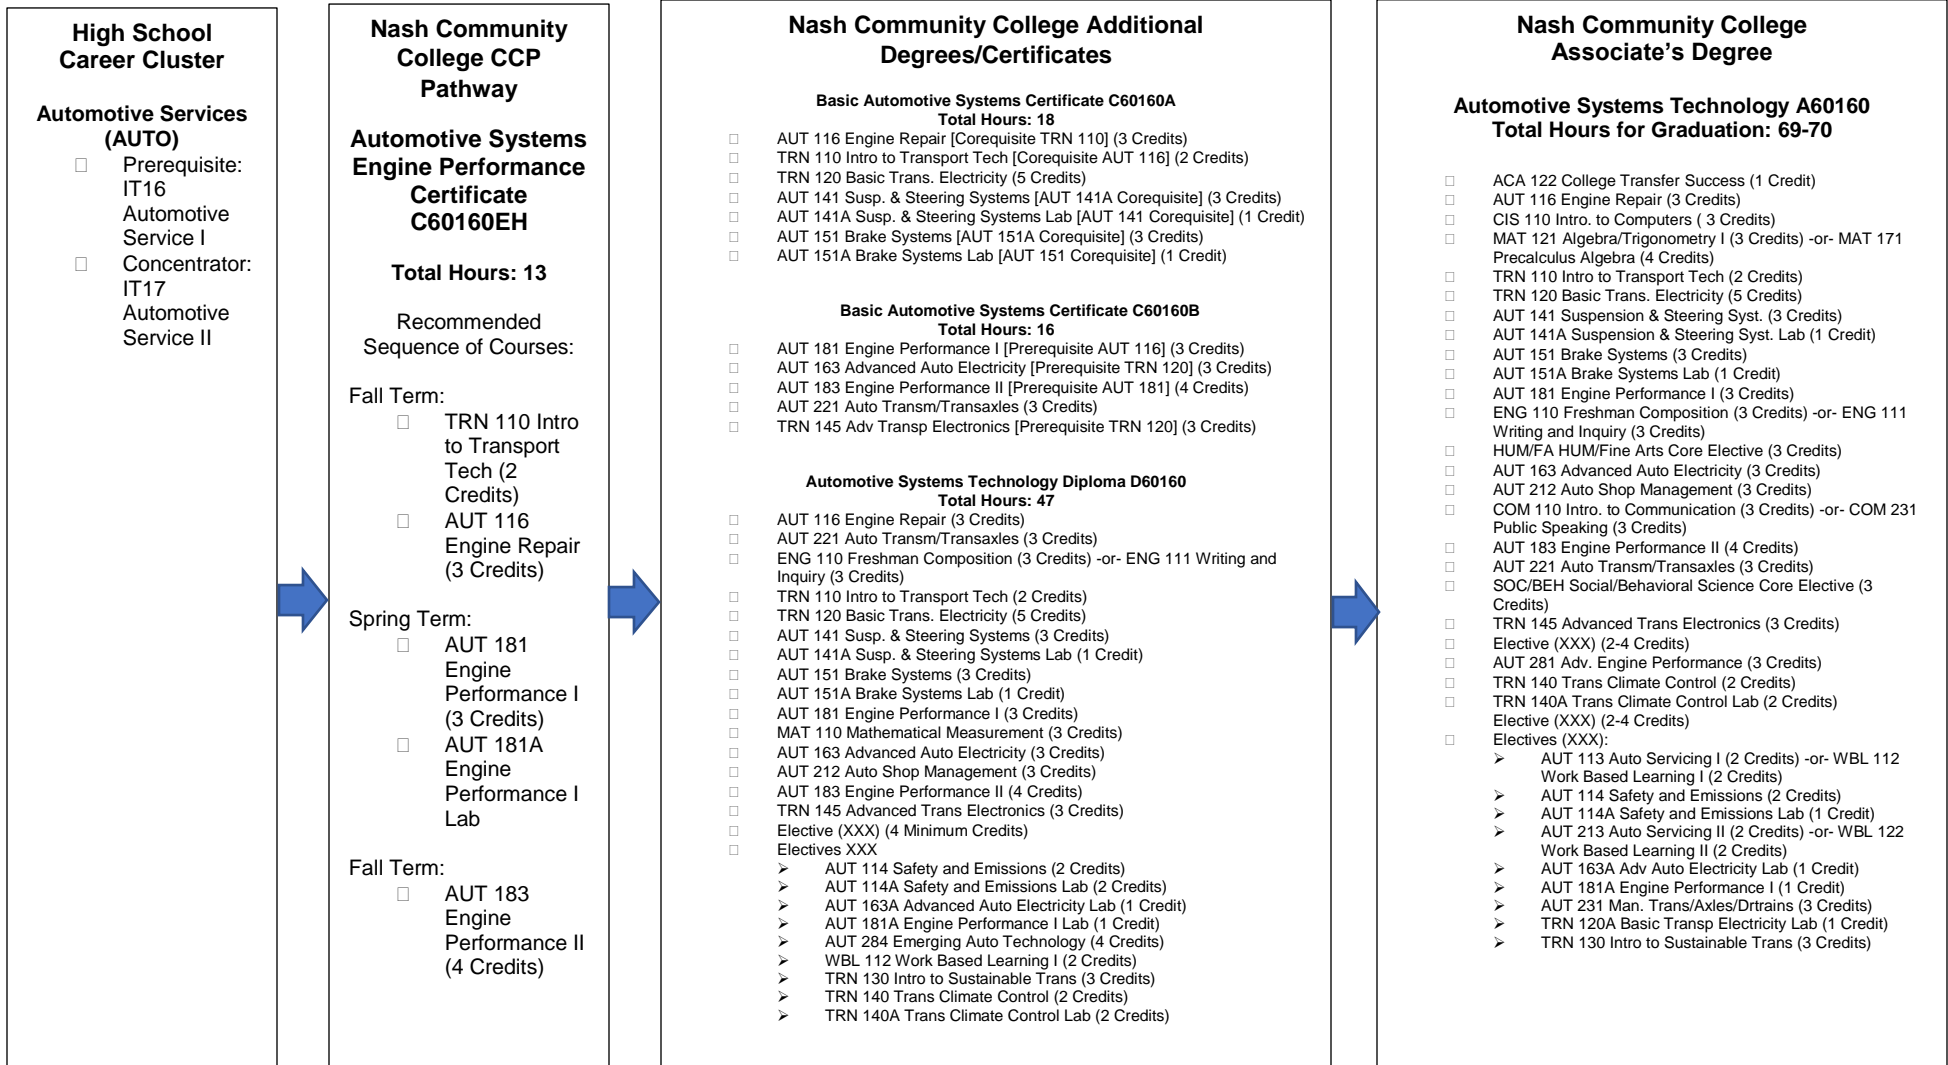 High School
Career Cluster
Automotive Services
(AUTO)
Prerequisite:
IT16
Automotive
Service I
Concentrator:
IT17
Automotive
Service II
Nash Community
College CCP
Pathway
Automotive Systems
Engine Performance
Certificate
C60160EH
Total Hours: 13
Recommended
Sequence of Courses:
Fall Term:
TRN 110 Intro
to Transport
Tech (2
Credits)
AUT 116
Engine Repair
(3 Credits)
Spring Term:
AUT 181
Engine
Performance I
(3 Credits)
AUT 181A
Engine
Performance I
Lab
Fall Term:
AUT 183
Engine
Performance II
(4 Credits)
Nash Community College Additional
Degrees/Certificates
Basic Automotive Systems Certificate C60160A
Total Hours: 18
AUT 116 Engine Repair [Corequisite TRN 110] (3 Credits)
TRN 110 Intro to Transport Tech [Corequisite AUT 116] (2 Credits)
TRN 120 Basic Trans. Electricity (5 Credits)
AUT 141 Susp. & Steering Systems [AUT 141A Corequisite] (3 Credits)
AUT 141A Susp. & Steering Systems Lab [AUT 141 Corequisite] (1 Credit)
AUT 151 Brake Systems [AUT 151A Corequisite] (3 Credits)
AUT 151A Brake Systems Lab [AUT 151 Corequisite] (1 Credit)
Basic Automotive Systems Certificate C60160B
Total Hours: 16
AUT 181 Engine Performance I [Prerequisite AUT 116] (3 Credits)
AUT 163 Advanced Auto Electricity [Prerequisite TRN 120] (3 Credits)
AUT 183 Engine Performance II [Prerequisite AUT 181] (4 Credits)
AUT 221 Auto Transm/Transaxles (3 Credits)
TRN 145 Adv Transp Electronics [Prerequisite TRN 120] (3 Credits)
Automotive Systems Technology Diploma D60160
Total Hours: 47
AUT 116 Engine Repair (3 Credits)
AUT 221 Auto Transm/Transaxles (3 Credits)
ENG 110 Freshman Composition (3 Credits) -or- ENG 111 Writing and
Inquiry (3 Credits)
TRN 110 Intro to Transport Tech (2 Credits)
TRN 120 Basic Trans. Electricity (5 Credits)
AUT 141 Susp. & Steering Systems (3 Credits)
AUT 141A Susp. & Steering Systems Lab (1 Credit)
AUT 151 Brake Systems (3 Credits)
AUT 151A Brake Systems Lab (1 Credit)
AUT 181 Engine Performance I (3 Credits)
MAT 110 Mathematical Measurement (3 Credits)
AUT 163 Advanced Auto Electricity (3 Credits)
AUT 212 Auto Shop Management (3 Credits)
AUT 183 Engine Performance II (4 Credits)
TRN 145 Advanced Trans Electronics (3 Credits)
Elective (XXX) (4 Minimum Credits)
Electives XXX
➢ AUT 114 Safety and Emissions (2 Credits)
➢ AUT 114A Safety and Emissions Lab (2 Credits)
➢ AUT 163A Advanced Auto Electricity Lab (1 Credit)
➢ AUT 181A Engine Performance I Lab (1 Credit)
➢ AUT 284 Emerging Auto Technology (4 Credits)
➢ WBL 112 Work Based Learning I (2 Credits)
➢ TRN 130 Intro to Sustainable Trans (3 Credits)
➢ TRN 140 Trans Climate Control (2 Credits)
➢ TRN 140A Trans Climate Control Lab (2 Credits)
Nash Community College
Associate's Degree
Automotive Systems Technology A60160
Total Hours for Graduation: 69-70
ACA 122 College Transfer Success (1 Credit)
AUT 116 Engine Repair (3 Credits)
CIS 110 Intro. to Computers ( 3 Credits)
MAT 121 Algebra/Trigonometry I (3 Credits) -or- MAT 171
Precalculus Algebra (4 Credits)
TRN 110 Intro to Transport Tech (2 Credits)
TRN 120 Basic Trans. Electricity (5 Credits)
AUT 141 Suspension & Steering Syst. (3 Credits)
AUT 141A Suspension & Steering Syst. Lab (1 Credit)
AUT 151 Brake Systems (3 Credits)
AUT 151A Brake Systems Lab (1 Credit)
AUT 181 Engine Performance I (3 Credits)
ENG 110 Freshman Composition (3 Credits) -or- ENG 111
Writing and Inquiry (3 Credits)
HUM/FA HUM/Fine Arts Core Elective (3 Credits)
AUT 163 Advanced Auto Electricity (3 Credits)
AUT 212 Auto Shop Management (3 Credits)
COM 110 Intro. to Communication (3 Credits) -or- COM 231
Public Speaking (3 Credits)
AUT 183 Engine Performance II (4 Credits)
AUT 221 Auto Transm/Transaxles (3 Credits)
SOC/BEH Social/Behavioral Science Core Elective (3
Credits)
TRN 145 Advanced Trans Electronics (3 Credits)
Elective (XXX) (2-4 Credits)
AUT 281 Adv. Engine Performance (3 Credits)
TRN 140 Trans Climate Control (2 Credits)
TRN 140A Trans Climate Control Lab (2 Credits)
Elective (XXX) (2-4 Credits)
Electives (XXX):
➢ AUT 113 Auto Servicing I (2 Credits) -or- WBL 112
Work Based Learning I (2 Credits)
➢ AUT 114 Safety and Emissions (2 Credits)
➢ AUT 114A Safety and Emissions Lab (1 Credit)
➢ AUT 213 Auto Servicing II (2 Credits) -or- WBL 122
Work Based Learning II (2 Credits)
➢ AUT 163A Adv Auto Electricity Lab (1 Credit)
➢ AUT 181A Engine Performance I (1 Credit)
➢ AUT 231 Man. Trans/Axles/Drtrains (3 Credits)
➢ TRN 120A Basic Transp Electricity Lab (1 Credit)
➢ TRN 130 Intro to Sustainable Trans (3 Credits)